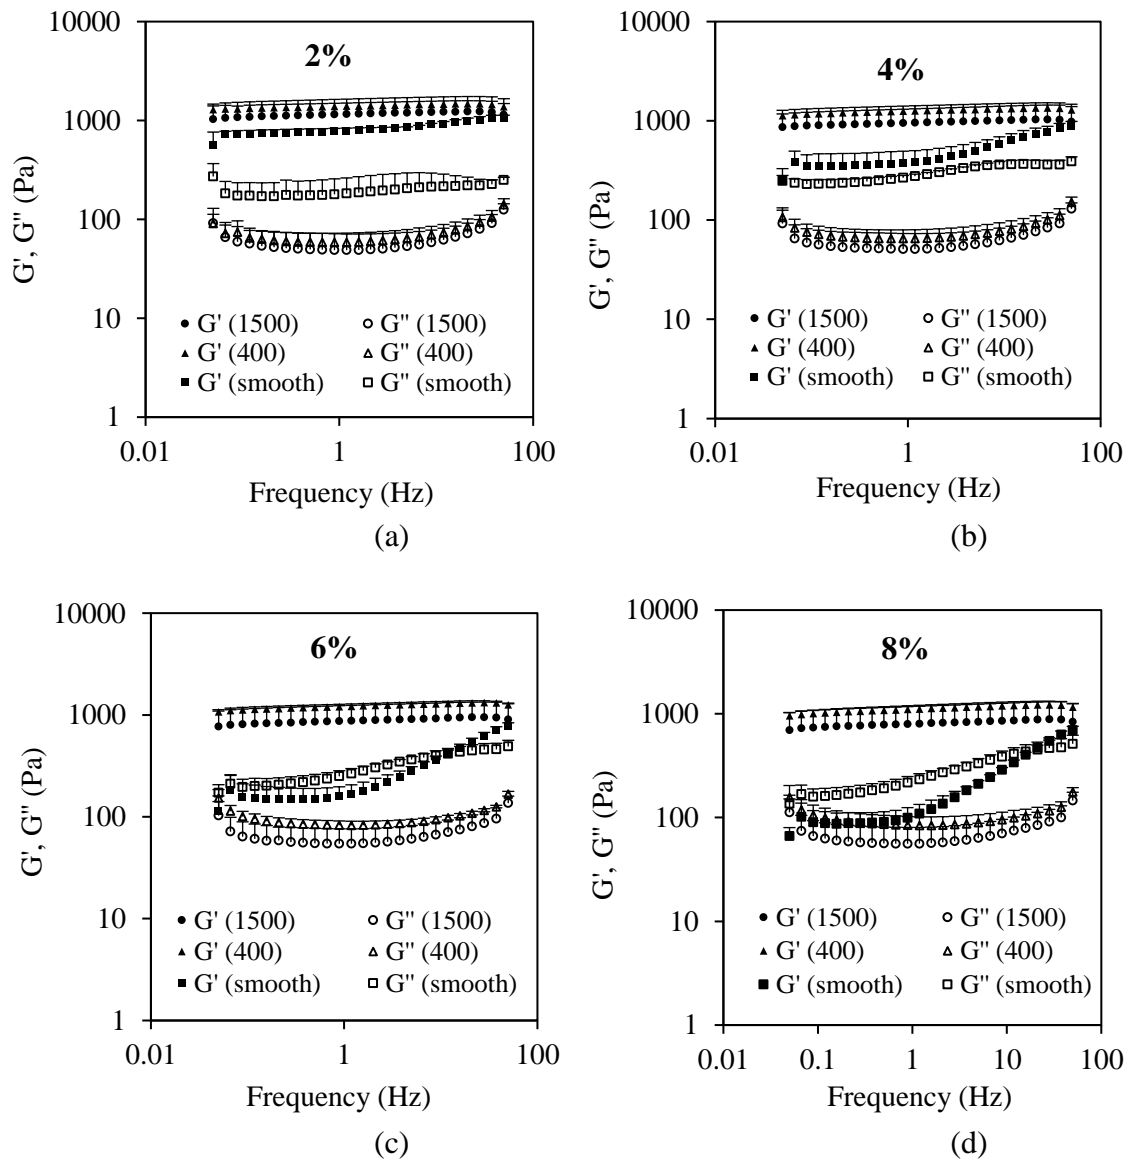 10000
1000
100
10
1
G', G'' (Pa)
2%
G' (1500) G'' (1500)
G' (400) G'' (400)
G' (smooth) G'' (smooth)
0.01 1 100
Frequency (Hz)
(a)
10000
1000
100
10
1
G', G'' (Pa)
4%
G' (1500) G'' (1500)
G' (400) G'' (400)
G' (smooth) G'' (smooth)
0.01 1 100
Frequency (Hz)
(b)
10000
1000
100
10
1
G', G'' (Pa)
6%
G' (1500) G'' (1500)
G' (400) G'' (400)
G' (smooth) G'' (smooth)
0.01 1 100
Frequency (Hz)
(c)
10000
1000
100
10
1
G', G'' (Pa)
8%
G' (1500) G'' (1500)
G' (400) G'' (400)
G' (smooth) G'' (smooth)
0.01 0.1 1 10 100
Frequency (Hz)
(d)